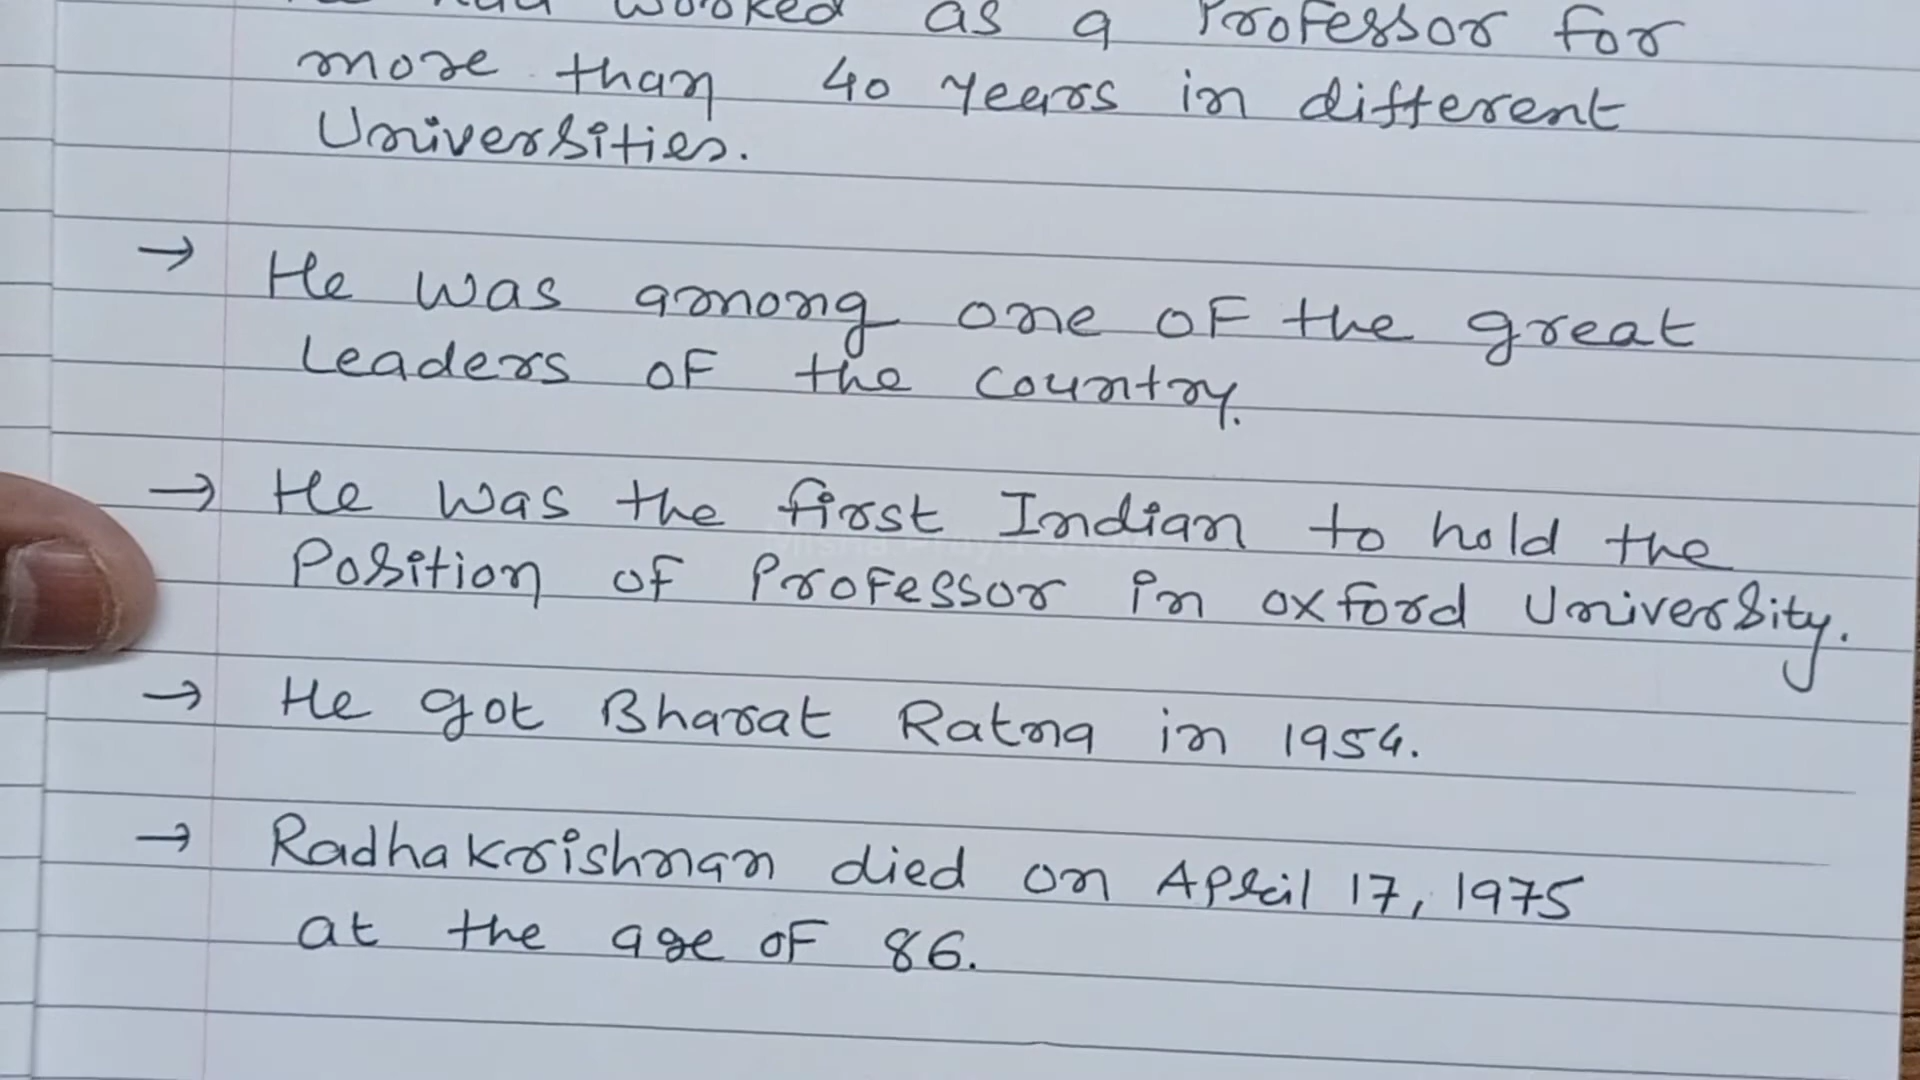 had worked as a Professor for
more than 40 years in different
Universities.
→ He was among one of the great
Leaders of the country.
→ He was the first Indian to hold the
Position of Professor in oxford University.
→ He got Bharat Ratna in 1954.
→ Radhakrishnan died on April 17, 1975
at the age of 86.